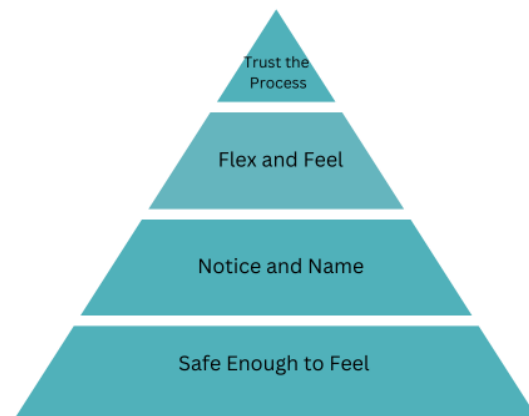 Trust the
Process
Flex and Feel
Notice and Name
Safe Enough to Feel